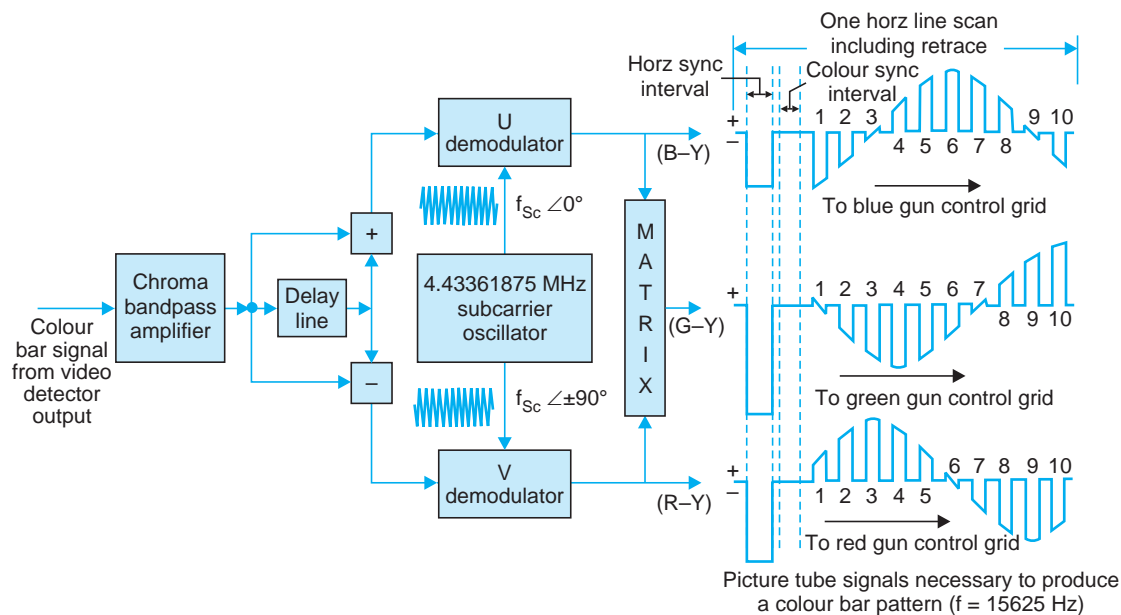 One horz line scan
including retrace
Horz sync
interval
Colour sync
interval
U
demodulator
+
–
1 2 3
4 5 6 7 8
9 10
(B–Y)
To blue gun control grid
f_Sc ∠0°
+
Chroma
bandpass
amplifier
Delay
line
4.43361875 MHz
subcarrier
oscillator
M
A
T
R
I
X
(G–Y)
+
1 2 3 4 5 6 7
8 9 10
To green gun control grid
Colour
bar signal
from video
detector
output
–
f_Sc ∠±90°
V
demodulator
(R–Y)
+
–
1 2 3 4 5
6 7 8 9 10
To red gun control grid
Picture tube signals necessary to produce
a colour bar pattern (f = 15625 Hz)